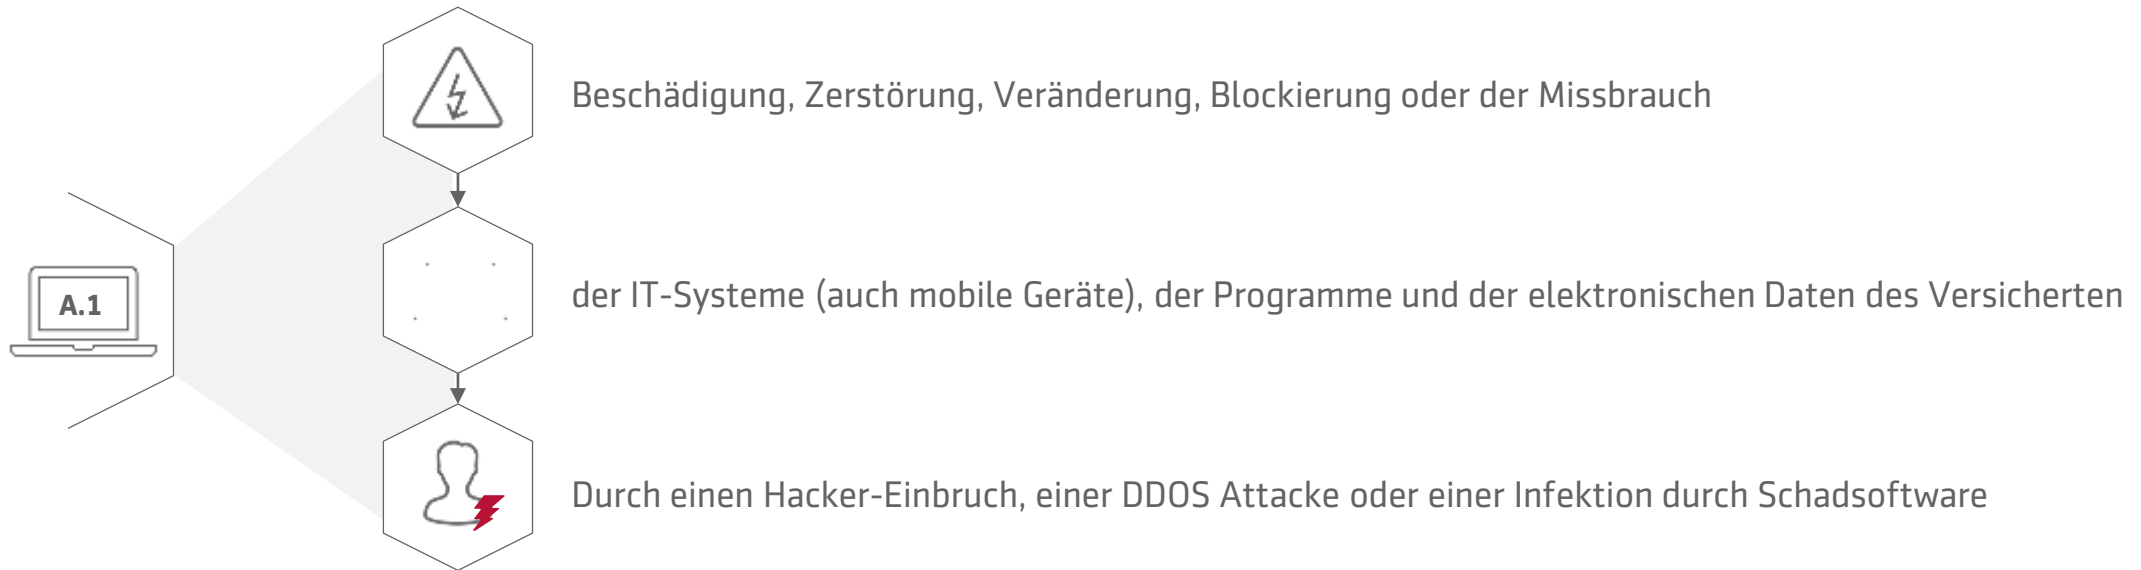 Beschädigung, Zerstörung, Veränderung, Blockierung oder der Missbrauch
A.1
der IT-Systeme (auch mobile Geräte), der Programme und der elektronischen Daten des Versicherten
Durch einen Hacker-Einbruch, einer DDOS Attacke oder einer Infektion durch Schadsoftware